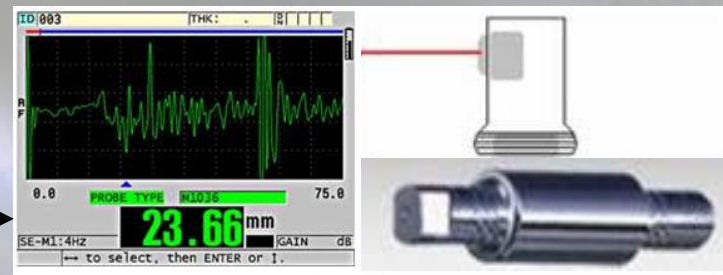 ID 003 THK: .
RF
0.0 PROBE TYPE M1036 75.0
23.66 mm
SE-M1:4Hz GAIN dB
↔ to select, then ENTER or I.